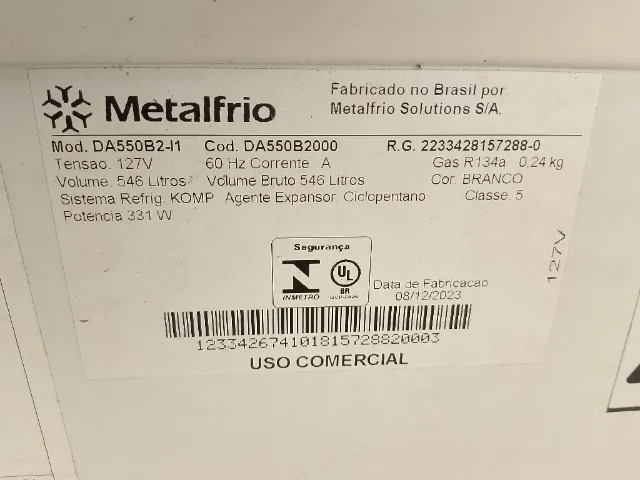 Metalfrio
Fabricado no Brasil por
Metalfrio Solutions S/A.
Mod. DA550B2-I1 Cod. DA550B2000 R.G. 2233428157288-0
Tensao. 127V 60 Hz Corrente A Gas R134a 0,24 kg
Volume. 546 Litros Volume Bruto 546 Litros Cor. BRANCO
Sistema Refrig. KOMP Agente Expansor. Ciclopentano Classe. 5
Potencia 331 W
127V
Segurança
INMETRO
UL
BR
Data de Fabricacao
08/12/2023
123342674101815728820003
USO COMERCIAL